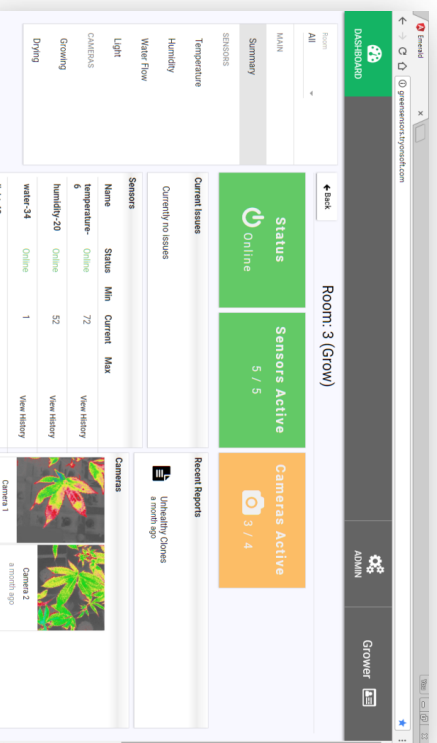 Emerald
greensensors.tryonsoft.com
DASHBOARD
ADMIN
Grower
Room
All
MAIN
Summary
SENSORS
Temperature
Humidity
Water Flow
Light
CAMERAS
Growing
Drying
Back
Room: 3 (Grow)
Status
Online
Sensors Active
5 / 5
Cameras Active
3 / 4
Current Issues
Currently no issues
Recent Reports
Unhealthy Clones
a month ago
Sensors
Name Status Min Current Max
temperature-6 Online 72 View History
humidity-20 Online 52 View History
water-34 Online 1 View History
Cameras
Camera 1
Camera 2
a month ago